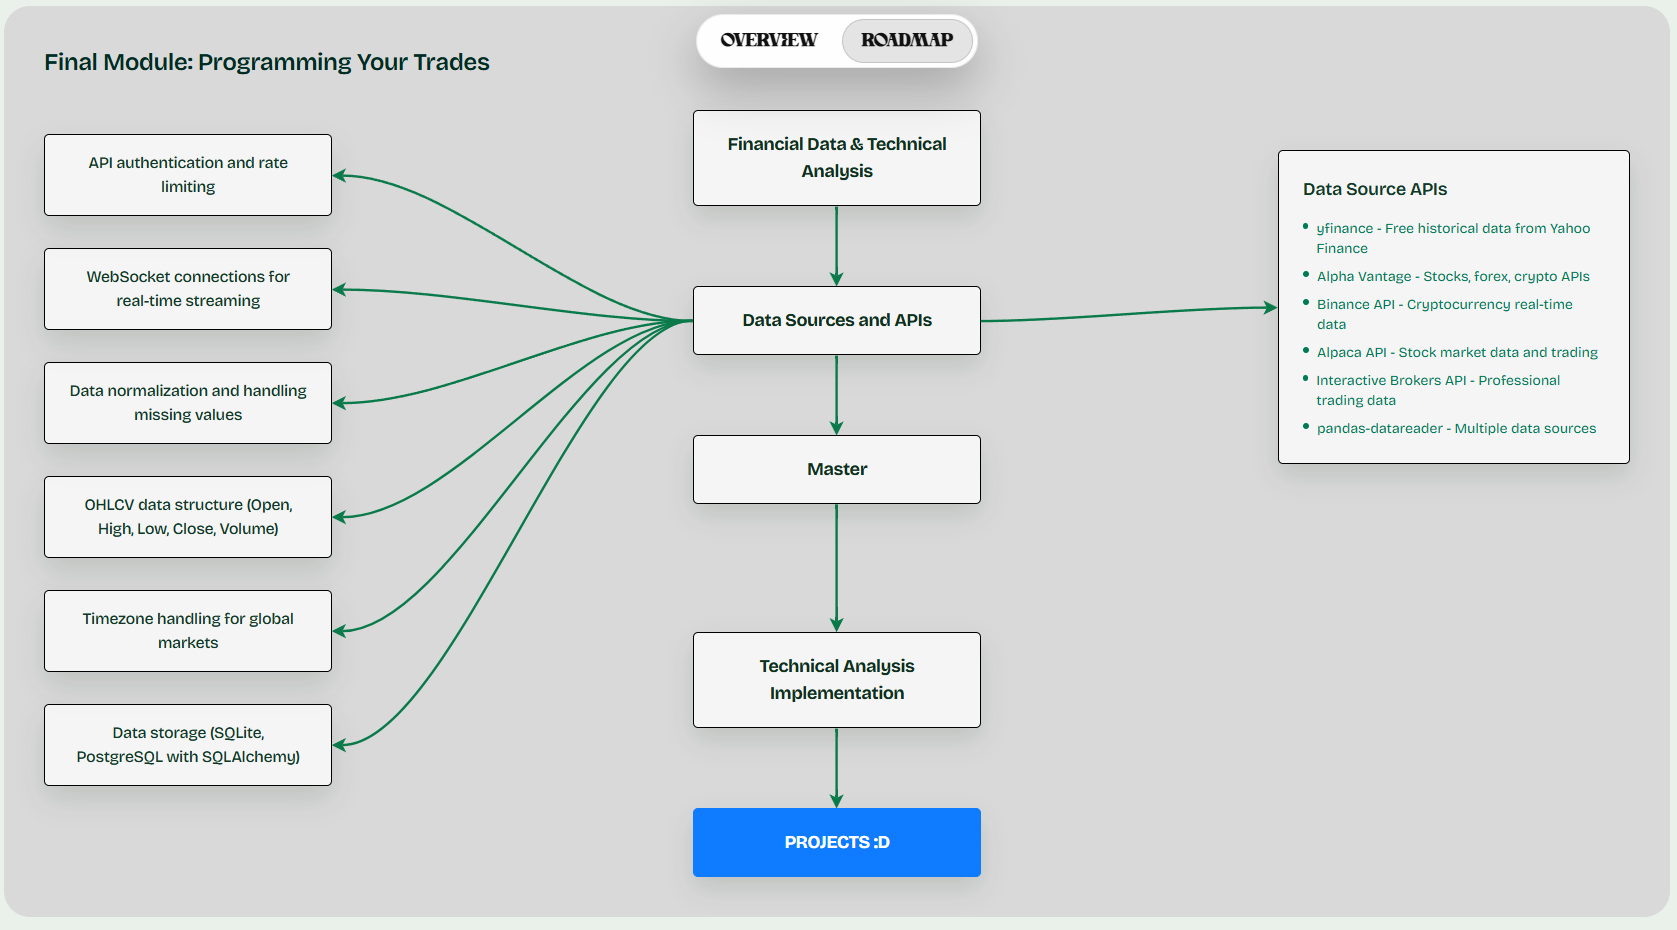 OVERVIEW
ROADMAP
Final Module: Programming Your Trades
API authentication and rate
limiting
WebSocket connections for
real-time streaming
Data normalization and handling
missing values
OHLCV data structure (Open,
High, Low, Close, Volume)
Timezone handling for global
markets
Data storage (SQLite,
PostgreSQL with SQLAlchemy)
Financial Data & Technical
Analysis
Data Sources and APIs
Master
Technical Analysis
Implementation
PROJECTS :D
Data Source APIs
• yfinance - Free historical data from Yahoo
Finance
• Alpha Vantage - Stocks, forex, crypto APIs
• Binance API - Cryptocurrency real-time
data
• Alpaca API - Stock market data and trading
• Interactive Brokers API - Professional
trading data
• pandas-datareader - Multiple data sources